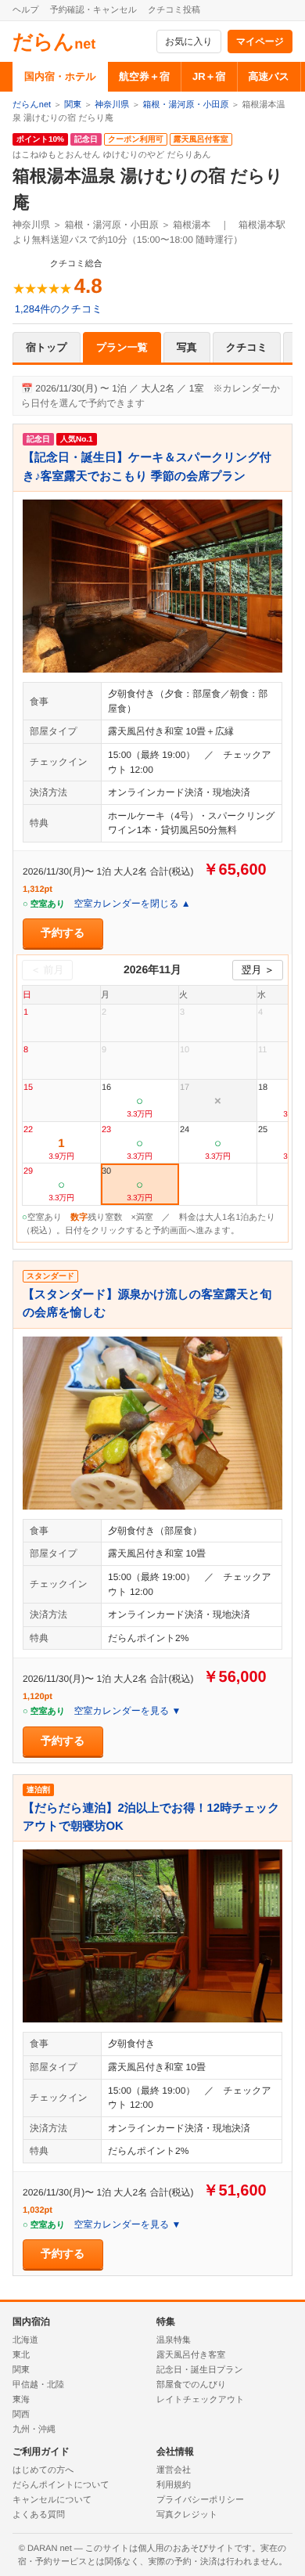 ヘルプ　予約確認・キャンセル　クチコミ投稿
だらんnet　お気に入り　マイページ
国内宿・ホテル　航空券＋宿　JR＋宿　高速バス
だらんnet ＞ 関東 ＞ 神奈川県 ＞ 箱根・湯河原・小田原 ＞ 箱根湯本温
泉 湯けむりの宿 だらり庵
ポイント10%　記念日　クーポン利用可　露天風呂付客室
はこねゆもとおんせん ゆけむりのやど だらりあん
箱根湯本温泉 湯けむりの宿 だらり
庵
神奈川県 ＞ 箱根・湯河原・小田原 ＞ 箱根湯本　｜　箱根湯本駅
より無料送迎バスで約10分（15:00〜18:00 随時運行）
クチコミ総合
★★★★★ 4.8
1,284件のクチコミ
宿トップ　プラン一覧　写真　クチコミ
📅 2026/11/30(月) 〜 1泊 ／ 大人2名 ／ 1室　※カレンダーか
ら日付を選んで予約できます
記念日　人気No.1
【記念日・誕生日】ケーキ＆スパークリング付
き♪客室露天でおこもり 季節の会席プラン
食事　夕朝食付き（夕食：部屋食／朝食：部
屋食）
部屋タイプ　露天風呂付き和室 10畳＋広縁
チェックイン　15:00（最終 19:00）　／　チェックア
ウト 12:00
決済方法　オンラインカード決済・現地決済
特典　ホールケーキ（4号）・スパークリング
ワイン1本・貸切風呂50分無料
2026/11/30(月)〜 1泊 大人2名 合計(税込)　￥65,600
1,312pt
○ 空室あり　空室カレンダーを閉じる ▲
予約する
＜ 前月　2026年11月　翌月 ＞
日　月　火　水
1　2　3　4
8　9　10　11
15　16　17　18
○　×
3.3万円　3
22　23　24　25
1　○　○
3.9万円　3.3万円　3.3万円　3
29　30
○　○
3.3万円　3.3万円
○空室あり　数字残り室数　×満室　／　料金は大人1名1泊あたり
（税込）。日付をクリックすると予約画面へ進みます。
スタンダード
【スタンダード】源泉かけ流しの客室露天と旬
の会席を愉しむ
食事　夕朝食付き（部屋食）
部屋タイプ　露天風呂付き和室 10畳
チェックイン　15:00（最終 19:00）　／　チェックア
ウト 12:00
決済方法　オンラインカード決済・現地決済
特典　だらんポイント2%
2026/11/30(月)〜 1泊 大人2名 合計(税込)　￥56,000
1,120pt
○ 空室あり　空室カレンダーを見る ▼
予約する
連泊割
【だらだら連泊】2泊以上でお得！12時チェック
アウトで朝寝坊OK
食事　夕朝食付き
部屋タイプ　露天風呂付き和室 10畳
チェックイン　15:00（最終 19:00）　／　チェックア
ウト 12:00
決済方法　オンラインカード決済・現地決済
特典　だらんポイント2%
2026/11/30(月)〜 1泊 大人2名 合計(税込)　￥51,600
1,032pt
○ 空室あり　空室カレンダーを見る ▼
予約する
国内宿泊
北海道
東北
関東
甲信越・北陸
東海
関西
九州・沖縄
特集
温泉特集
露天風呂付き客室
記念日・誕生日プラン
部屋食でのんびり
レイトチェックアウト
ご利用ガイド
はじめての方へ
だらんポイントについて
キャンセルについて
よくある質問
会社情報
運営会社
利用規約
プライバシーポリシー
写真クレジット
© DARAN net — このサイトは個人用のおあそびサイトです。実在の
宿・予約サービスとは関係なく、実際の予約・決済は行われません。